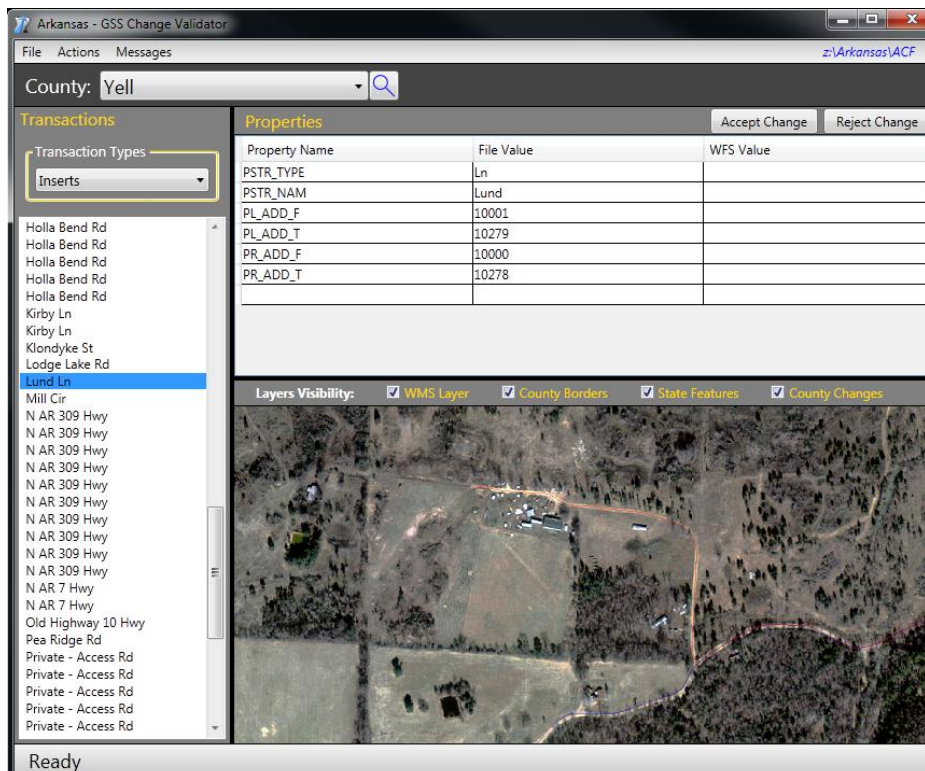 Arkansas - GSS Change Validator
File Actions Messages z:\Arkansas\ACF
County: Yell
Transactions
Transaction Types
Inserts
Holla Bend Rd
Holla Bend Rd
Holla Bend Rd
Holla Bend Rd
Holla Bend Rd
Kirby Ln
Kirby Ln
Klondyke St
Lodge Lake Rd
Lund Ln
Mill Cir
N AR 309 Hwy
N AR 309 Hwy
N AR 309 Hwy
N AR 309 Hwy
N AR 309 Hwy
N AR 309 Hwy
N AR 309 Hwy
N AR 309 Hwy
N AR 309 Hwy
N AR 309 Hwy
N AR 7 Hwy
N AR 7 Hwy
Old Highway 10 Hwy
Pea Ridge Rd
Private - Access Rd
Private - Access Rd
Private - Access Rd
Private - Access Rd
Private - Access Rd
Properties Accept Change Reject Change
Property Name File Value WFS Value
PSTR_TYPE Ln
PSTR_NAM Lund
PL_ADD_F 10001
PL_ADD_T 10279
PR_ADD_F 10000
PR_ADD_T 10278
Layers Visibility: WMS Layer County Borders State Features County Changes
Ready